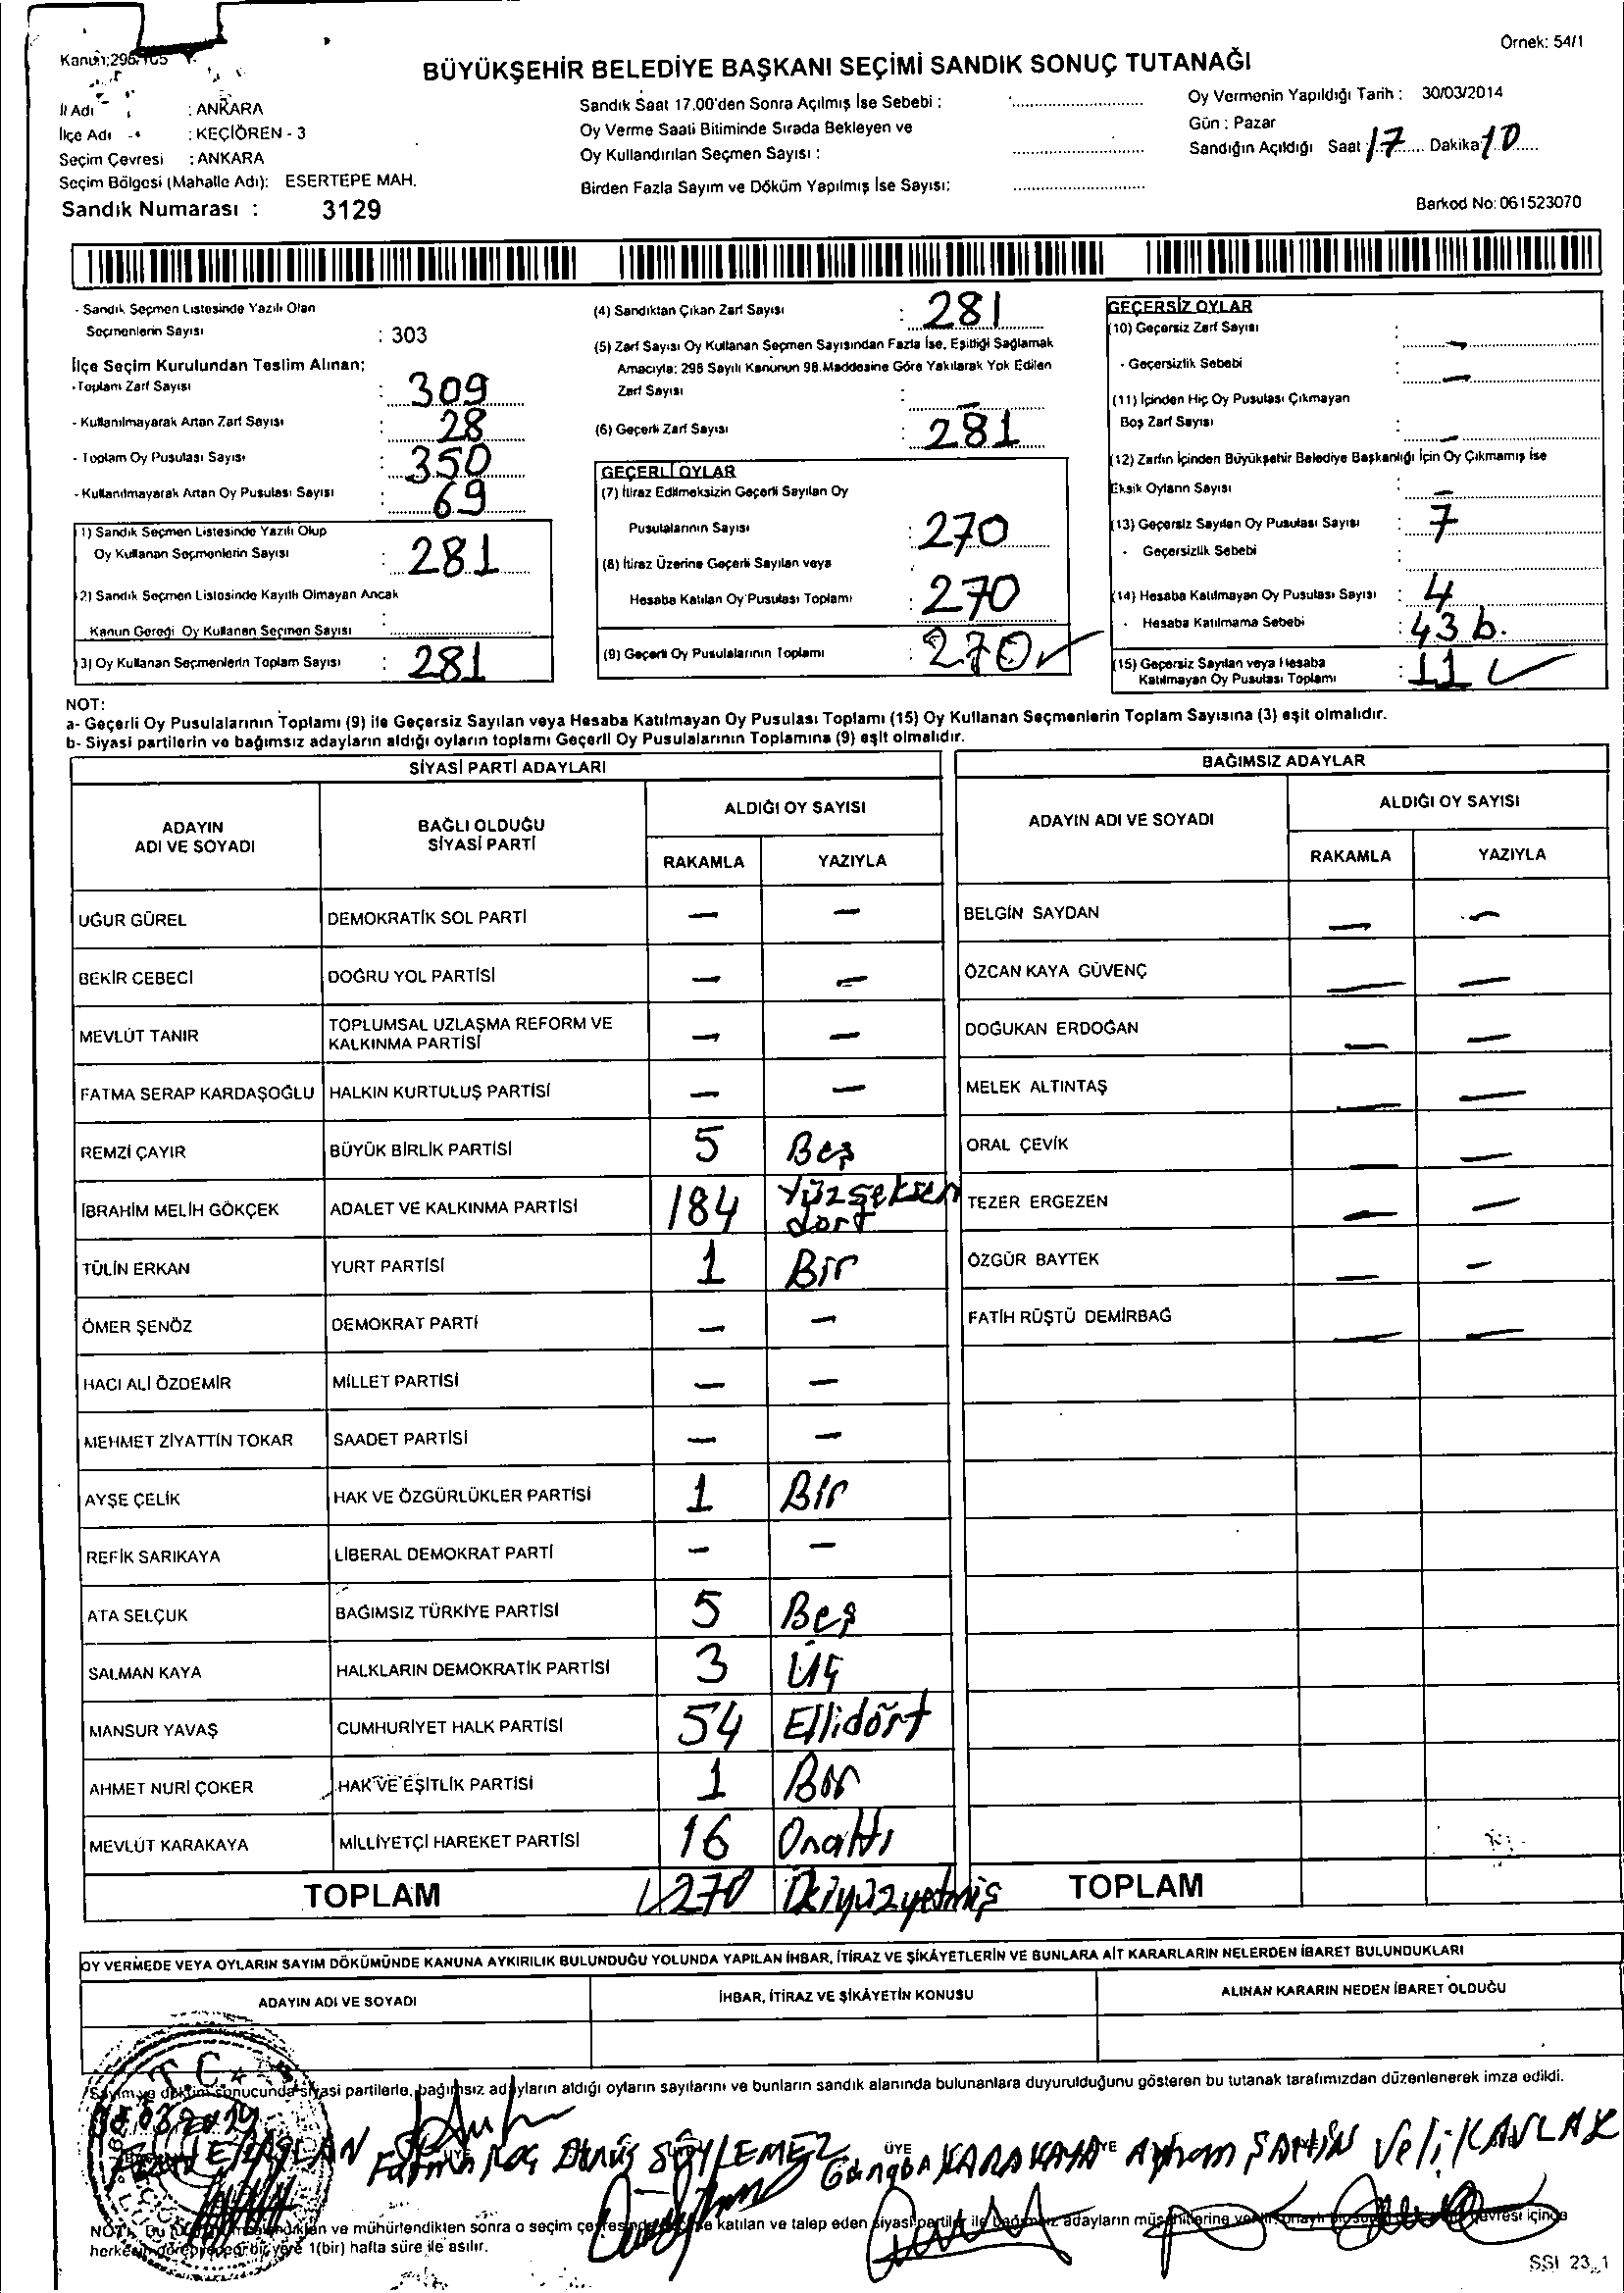 Örnek: 54/1
BÜYÜKŞEHİR BELEDİYE BAŞKANI SEÇİMİ SANDIK SONUÇ TUTANAĞI
İl Adı : ANKARA
İlçe Adı : KEÇİÖREN - 3
Seçim Çevresi : ANKARA
Seçim Bölgesi (Mahalle Adı): ESERTEPE MAH.
Sandık Numarası : 3129
Sandık Saat 17.00'den Sonra Açılmış İse Sebebi :
Oy Verme Saati Bitiminde Sırada Bekleyen ve
Oy Kullandırılan Seçmen Sayısı :
Birden Fazla Sayım ve Döküm Yapılmış İse Sayısı:
Oy Vermenin Yapıldığı Tarih : 30/03/2014
Gün : Pazar
Sandığın Açıldığı Saat : 17 Dakika 10
Barkod No: 061523070
- Sandık Seçmen Listesinde Yazılı Olan
Seçmenlerin Sayısı : 303
İlçe Seçim Kurulundan Teslim Alınan;
- Toplam Zarf Sayısı : 309
- Kullanılmayarak Artan Zarf Sayısı : 28
- Toplam Oy Pusulası Sayısı : 350
- Kullanılmayarak Artan Oy Pusulası Sayısı : 69
1) Sandık Seçmen Listesinde Yazılı Olup
Oy Kullanan Seçmenlerin Sayısı : 281
2) Sandık Seçmen Listesinde Kayıtlı Olmayan Ancak
Kanun Gereği Oy Kullanan Seçmen Sayısı :
3) Oy Kullanan Seçmenlerin Toplam Sayısı : 281
(4) Sandıktan Çıkan Zarf Sayısı : 281
(5) Zarf Sayısı Oy Kullanan Seçmen Sayısından Fazla İse, Eşitliği Sağlamak
Amacıyla: 298 Sayılı Kanunun 98.Maddesine Göre Yakılarak Yok Edilen
Zarf Sayısı : -
(6) Geçerli Zarf Sayısı : 281
GEÇERLİ OYLAR
(7) İtiraz Edilmeksizin Geçerli Sayılan Oy
Pusulalarının Sayısı : 270
(8) İtiraz Üzerine Geçerli Sayılan veya
Hesaba Katılan Oy Pusulası Toplamı : 270
(9) Geçerli Oy Pusulalarının Toplamı : 270 ✓
GEÇERSİZ OYLAR
(10) Geçersiz Zarf Sayısı : -
- Geçersizlik Sebebi : -
(11) İçinden Hiç Oy Pusulası Çıkmayan
Boş Zarf Sayısı : -
(12) Zarfın İçinden Büyükşehir Belediye Başkanlığı İçin Oy Çıkmamış İse
Eksik Oyların Sayısı : -
(13) Geçersiz Sayılan Oy Pusulası Sayısı : 7
- Geçersizlik Sebebi :
(14) Hesaba Katılmayan Oy Pusulası Sayısı : 4
- Hesaba Katılmama Sebebi : 43 b.
(15) Geçersiz Sayılan veya Hesaba
Katılmayan Oy Pusulası Toplamı : 11 ✓
NOT:
a- Geçerli Oy Pusulalarının Toplamı (9) ile Geçersiz Sayılan veya Hesaba Katılmayan Oy Pusulası Toplamı (15) Oy Kullanan Seçmenlerin Toplam Sayısına (3) eşit olmalıdır.
b- Siyasi partilerin ve bağımsız adayların aldığı oyların toplamı Geçerli Oy Pusulalarının Toplamına (9) eşit olmalıdır.
SİYASİ PARTİ ADAYLARI
ADAYIN ADI VE SOYADI BAĞLI OLDUĞU SİYASİ PARTİ ALDIĞI OY SAYISI
RAKAMLA YAZIYLA
UĞUR GÜREL DEMOKRATİK SOL PARTİ - -
BEKİR CEBECİ DOĞRU YOL PARTİSİ - -
MEVLÜT TANIR TOPLUMSAL UZLAŞMA REFORM VE KALKINMA PARTİSİ - -
FATMA SERAP KARDAŞOĞLU HALKIN KURTULUŞ PARTİSİ - -
REMZİ ÇAYIR BÜYÜK BİRLİK PARTİSİ 5 Beş
İBRAHİM MELİH GÖKÇEK ADALET VE KALKINMA PARTİSİ 184 Yüzseksen dört
TÜLİN ERKAN YURT PARTİSİ 1 Bir
ÖMER ŞENÖZ DEMOKRAT PARTİ - -
HACI ALİ ÖZDEMİR MİLLET PARTİSİ - -
MEHMET ZİYATTİN TOKAR SAADET PARTİSİ - -
AYŞE ÇELİK HAK VE ÖZGÜRLÜKLER PARTİSİ 1 Bir
REFİK SARIKAYA LİBERAL DEMOKRAT PARTİ - -
ATA SELÇUK BAĞIMSIZ TÜRKİYE PARTİSİ 5 Beş
SALMAN KAYA HALKLARIN DEMOKRATİK PARTİSİ 3 Üç
MANSUR YAVAŞ CUMHURİYET HALK PARTİSİ 54 Ellidört
AHMET NURİ ÇOKER HAK VE EŞİTLİK PARTİSİ 1 Bir
MEVLÜT KARAKAYA MİLLİYETÇİ HAREKET PARTİSİ 16 Onaltı
TOPLAM 270 İkiyüzyetmiş
BAĞIMSIZ ADAYLAR
ADAYIN ADI VE SOYADI ALDIĞI OY SAYISI
RAKAMLA YAZIYLA
BELGİN SAYDAN - -
ÖZCAN KAYA GÜVENÇ - -
DOĞUKAN ERDOĞAN - -
MELEK ALTINTAŞ - -
ORAL ÇEVİK - -
TEZER ERGEZEN - -
ÖZGÜR BAYTEK - -
FATİH RÜŞTÜ DEMİRBAĞ - -
TOPLAM
OY VERMEDE VEYA OYLARIN SAYIM DÖKÜMÜNDE KANUNA AYKIRILIK BULUNDUĞU YOLUNDA YAPILAN İHBAR, İTİRAZ VE ŞİKÂYETLERİN VE BUNLARA AİT KARARLARIN NELERDEN İBARET BULUNDUKLARI
ADAYIN ADI VE SOYADI İHBAR, İTİRAZ VE ŞİKÂYETİN KONUSU ALINAN KARARIN NEDEN İBARET OLDUĞU
T.C.
Sayım ve döküm sonucunda siyasi partilerle, bağımsız adayların aldığı oyların sayılarını ve bunların sandık alanında bulunanlara duyurulduğunu gösteren bu tutanak tarafımızdan düzenlenerek imza edildi.
Koç Deniz SÖYLEMEZ ÜYE KARAKAYA Ayhan ŞAHİN Veli KAVLAK
NOT: Bu ve mühürlendikten sonra o seçim katılan ve talep eden siyasi partiler ile bağımsız adayların müşahitlerine içinde
1(bir) hafta süre ile asılır.
SSI 23_1